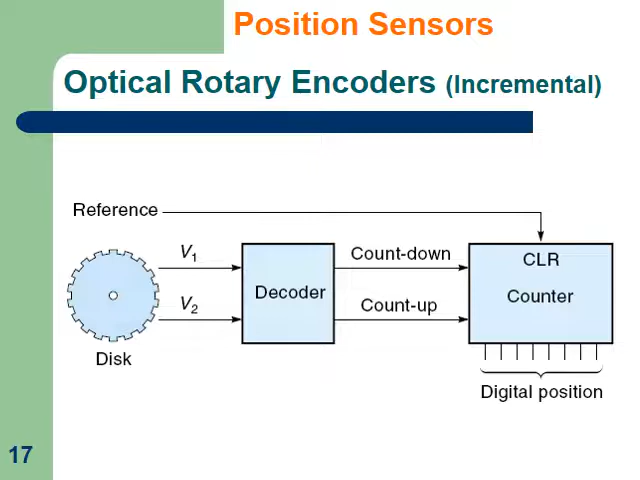 Position Sensors
Optical Rotary Encoders (Incremental)
Reference
V1
Count-down
CLR
Decoder
Counter
V2
Count-up
Disk
Digital position
17